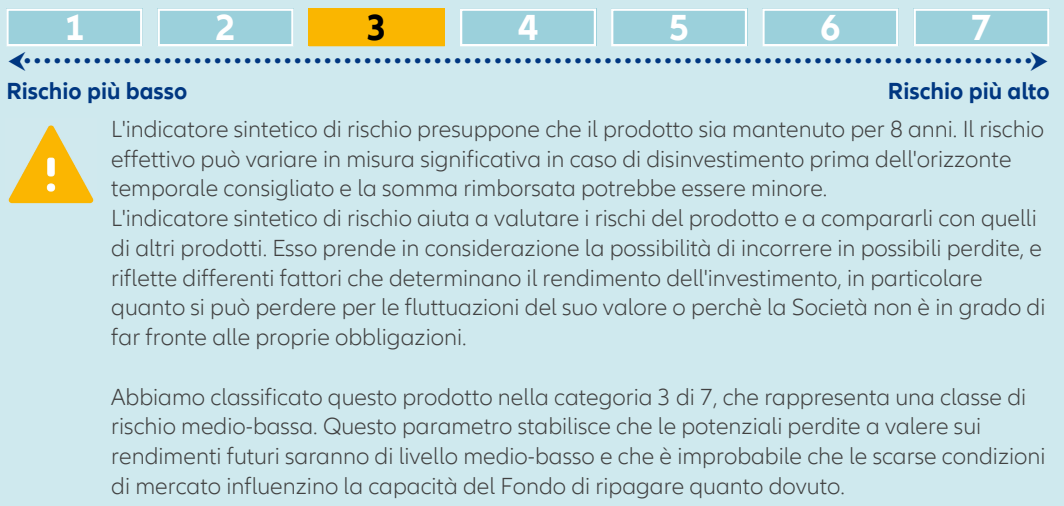 1 2 3 4 5 6 7
Rischio più basso Rischio più alto
L'indicatore sintetico di rischio presuppone che il prodotto sia mantenuto per 8 anni. Il rischio
effettivo può variare in misura significativa in caso di disinvestimento prima dell'orizzonte
temporale consigliato e la somma rimborsata potrebbe essere minore.
L'indicatore sintetico di rischio aiuta a valutare i rischi del prodotto e a compararli con quelli
di altri prodotti. Esso prende in considerazione la possibilità di incorrere in possibili perdite, e
riflette differenti fattori che determinano il rendimento dell'investimento, in particolare
quanto si può perdere per le fluttuazioni del suo valore o perchè la Società non è in grado di
far fronte alle proprie obbligazioni.
Abbiamo classificato questo prodotto nella categoria 3 di 7, che rappresenta una classe di
rischio medio-bassa. Questo parametro stabilisce che le potenziali perdite a valere sui
rendimenti futuri saranno di livello medio-basso e che è improbabile che le scarse condizioni
di mercato influenzino la capacità del Fondo di ripagare quanto dovuto.